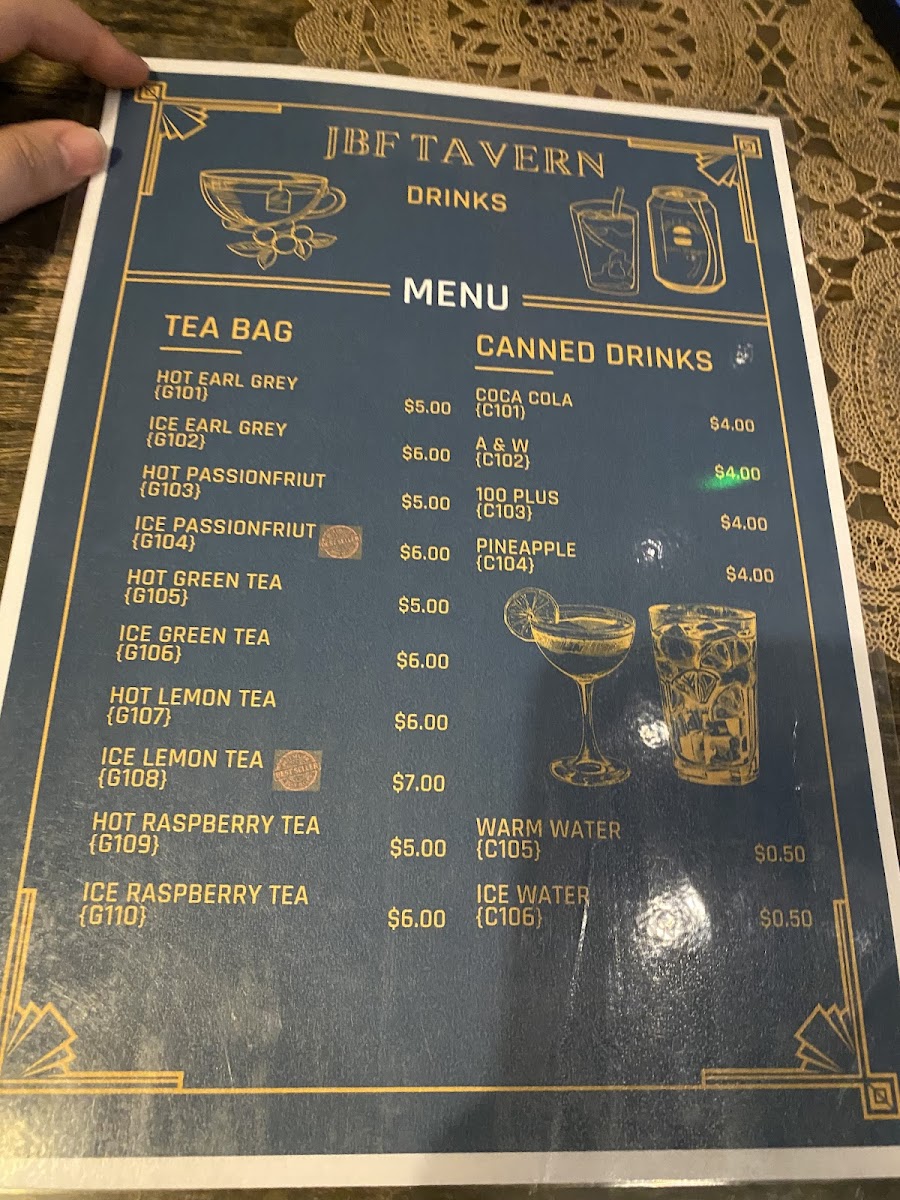 JBF TAVERN
DRINKS
MENU
TEA BAG
HOT EARL GREY
{G101}
$5.00
ICE EARL GREY
{G102}
$6.00
HOT PASSIONFRIUT
{G103}
$5.00
ICE PASSIONFRIUT
{G104}
BESTSELLER
$6.00
HOT GREEN TEA
{G105}
$5.00
ICE GREEN TEA
{G106}
$6.00
HOT LEMON TEA
{G107}
$6.00
ICE LEMON TEA
{G108}
BESTSELLER
$7.00
HOT RASPBERRY TEA
{G109}
$5.00
ICE RASPBERRY TEA
{G110}
$6.00
CANNED DRINKS
COCA COLA
{C101)
$4.00
A & W
{C102}
$4.00
100 PLUS
{C103}
$4.00
PINEAPPLE
{C104}
$4.00
WARM WATER
{C105}
$0.50
ICE WATER
{C106}
$0.50